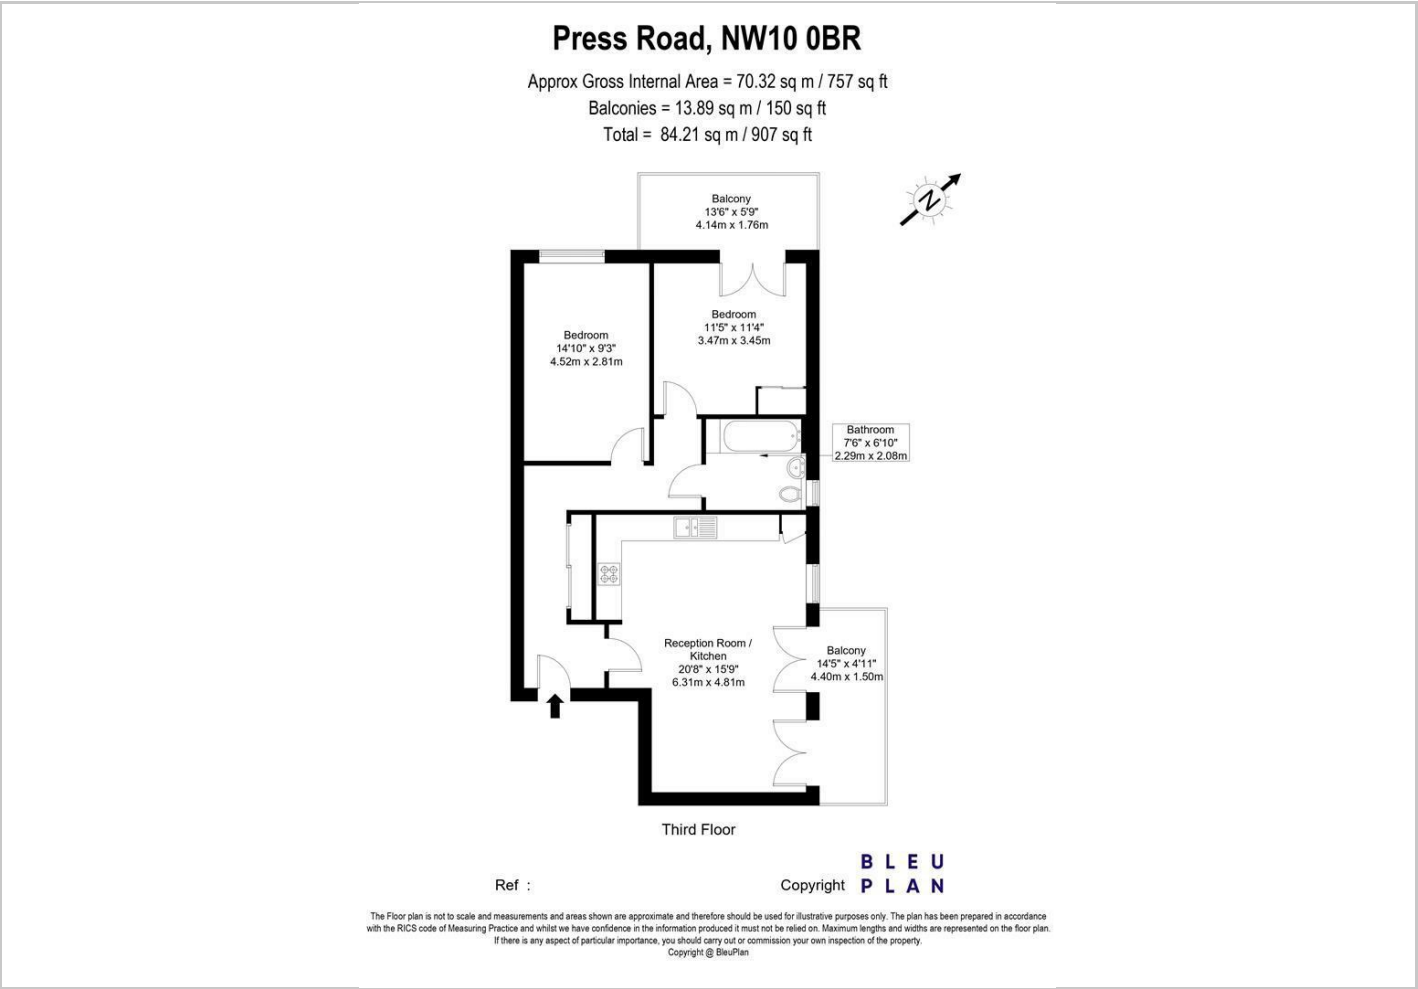 Press Road, NW10 0BR
Approx Gross Internal Area = 70.32 sq m / 757 sq ft
Balconies = 13.89 sq m / 150 sq ft
Total = 84.21 sq m / 907 sq ft
Balcony
13'6" x 5'9"
4.14m x 1.76m
N
Bedroom
14'10" x 9'3"
4.52m x 2.81m
Bedroom
11'5" x 11'4"
3.47m x 3.45m
Bathroom
7'6" x 6'10"
2.29m x 2.08m
Reception Room /
Kitchen
20'8" x 15'9"
6.31m x 4.81m
Balcony
14'5" x 4'11"
4.40m x 1.50m
Third Floor
Ref :
Copyright
BLEU
PLAN
The Floor plan is not to scale and measurements and areas shown are approximate and therefore should be used for illustrative purposes only. The plan has been prepared in accordance
with the RICS code of Measuring Practice and whilst we have confidence in the information produced it must not be relied on. Maximum lengths and widths are represented on the floor plan.
If there is any aspect of particular importance, you should carry out or commission your own inspection of the property.
Copyright @ BleuPlan